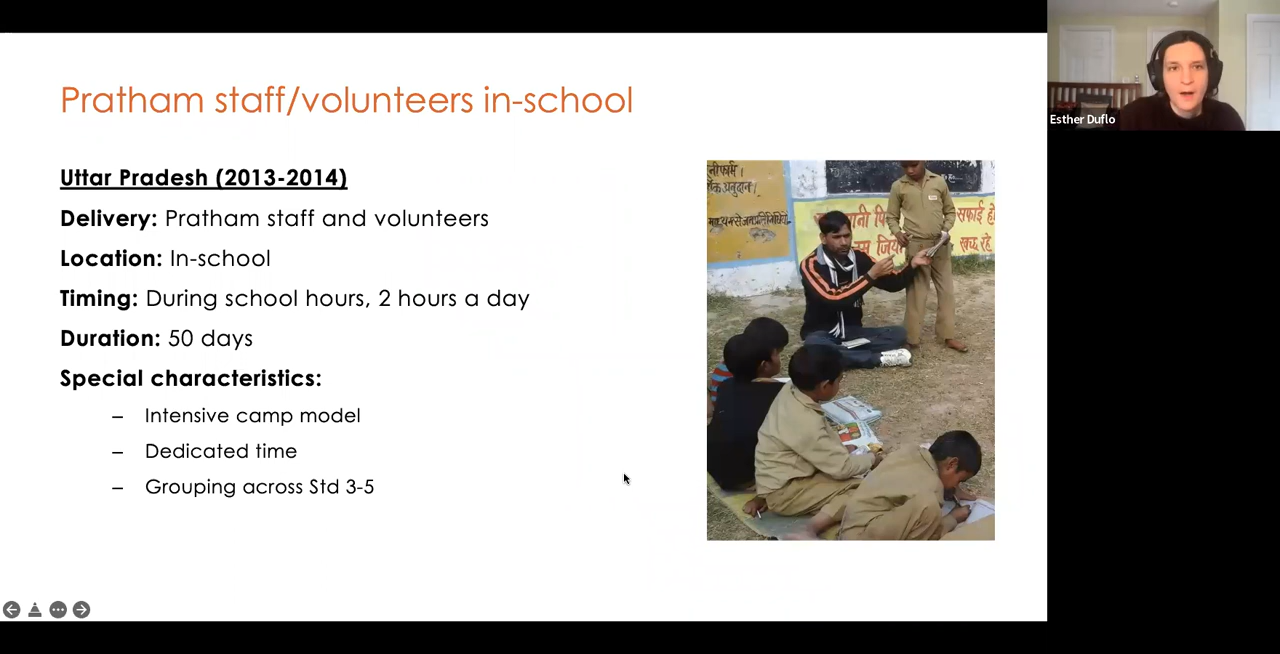 Pratham staff/volunteers in-school
Uttar Pradesh (2013-2014)
Delivery: Pratham staff and volunteers
Location: In-school
Timing: During school hours, 2 hours a day
Duration: 50 days
Special characteristics:
– Intensive camp model
– Dedicated time
– Grouping across Std 3-5
Esther Duflo
सफाई